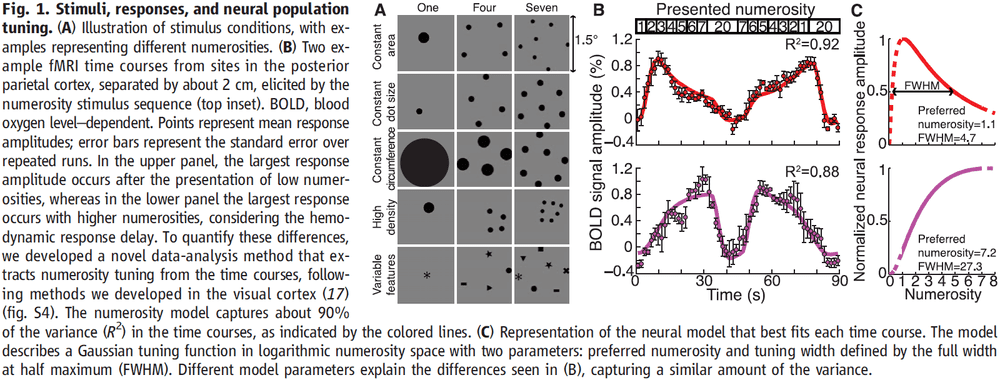 Fig. 1. Stimuli, responses, and neural population
tuning. (A) Illustration of stimulus conditions, with ex-
amples representing different numerosities. (B) Two ex-
ample fMRI time courses from sites in the posterior
parietal cortex, separated by about 2 cm, elicited by the
numerosity stimulus sequence (top inset). BOLD, blood
oxygen level–dependent. Points represent mean response
amplitudes; error bars represent the standard error over
repeated runs. In the upper panel, the largest response
amplitude occurs after the presentation of low numer-
osities, whereas in the lower panel the largest response
occurs with higher numerosities, considering the hemo-
dynamic response delay. To quantify these differences,
we developed a novel data-analysis method that ex-
tracts numerosity tuning from the time courses, follow-
ing methods we developed in the visual cortex (17)
(fig. S4). The numerosity model captures about 90%
of the variance (R²) in the time courses, as indicated by the colored lines. (C) Representation of the neural model that best fits each time course. The model
describes a Gaussian tuning function in logarithmic numerosity space with two parameters: preferred numerosity and tuning width defined by the full width
at half maximum (FWHM). Different model parameters explain the differences seen in (B), capturing a similar amount of the variance.
A
One Four Seven
Constant area
Constant dot size
Constant circumference
High density
Variable features
1.5°
B
Presented numerosity
1 2 3 4 5 6 7 20 7 6 5 4 3 2 1 20
R²=0.92
1.2
0.8
0.4
0
−0.4
R²=0.88
1.2
0.8
0.4
0
−0.4
BOLD signal amplitude (%)
0 15 30 45 60 75 90
Time (s)
C
1
0.5
FWHM
Preferred
numerosity=1.1
FWHM=4.7
1
0.5
Preferred
numerosity=7.2
FWHM=27.3
Normalized neural response amplitude
0 1 2 3 4 5 6 7 8
Numerosity